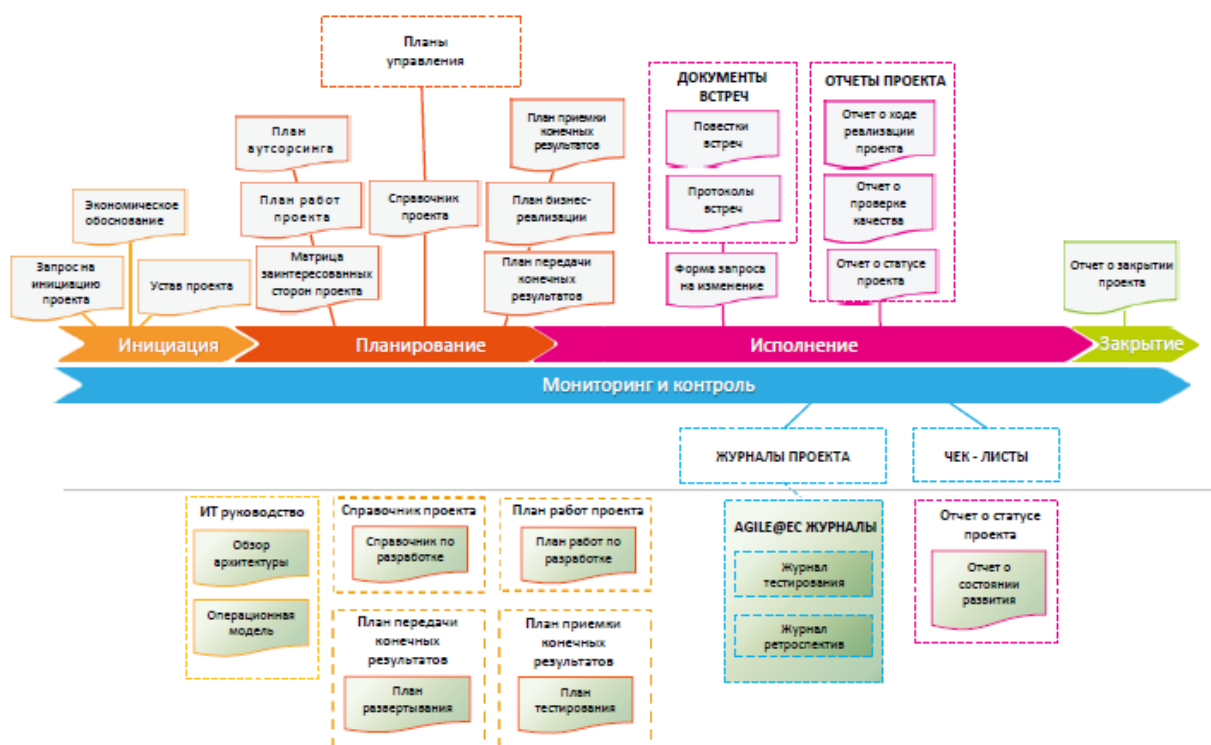 Планы
управления
ДОКУМЕНТЫ
ВСТРЕЧ
Повестки
встреч
Протоколы
встреч
ОТЧЕТЫ ПРОЕКТА
Отчет о ходе
реализации
проекта
Отчет о
проверке
качества
Отчет о статусе
проекта
План
аутсорсинга
План приемки
конечных
результатов
Экономическое
обоснование
План работ
проекта
Справочник
проекта
План бизнес-
реализации
Запрос на
инициацию
проекта
Устав проекта
Матрица
заинтересованных
сторон проекта
План передачи
конечных
результатов
Форма запроса
на изменение
Отчет о закрытии
проекта
Инициация
Планирование
Исполнение
Закрытие
Мониторинг и контроль
ЖУРНАЛЫ ПРОЕКТА
ЧЕК - ЛИСТЫ
ИТ руководство
Обзор
архитектуры
Операционная
модель
Справочник проекта
Справочник по
разработке
План работ проекта
План работ по
разработке
План передачи
конечных
результатов
План
развертывания
План приемки
конечных
результатов
План
тестирования
AGILE@EC ЖУРНАЛЫ
Журнал
тестирования
Журнал
ретроспектив
Отчет о статусе
проекта
Отчет о
состоянии
развития